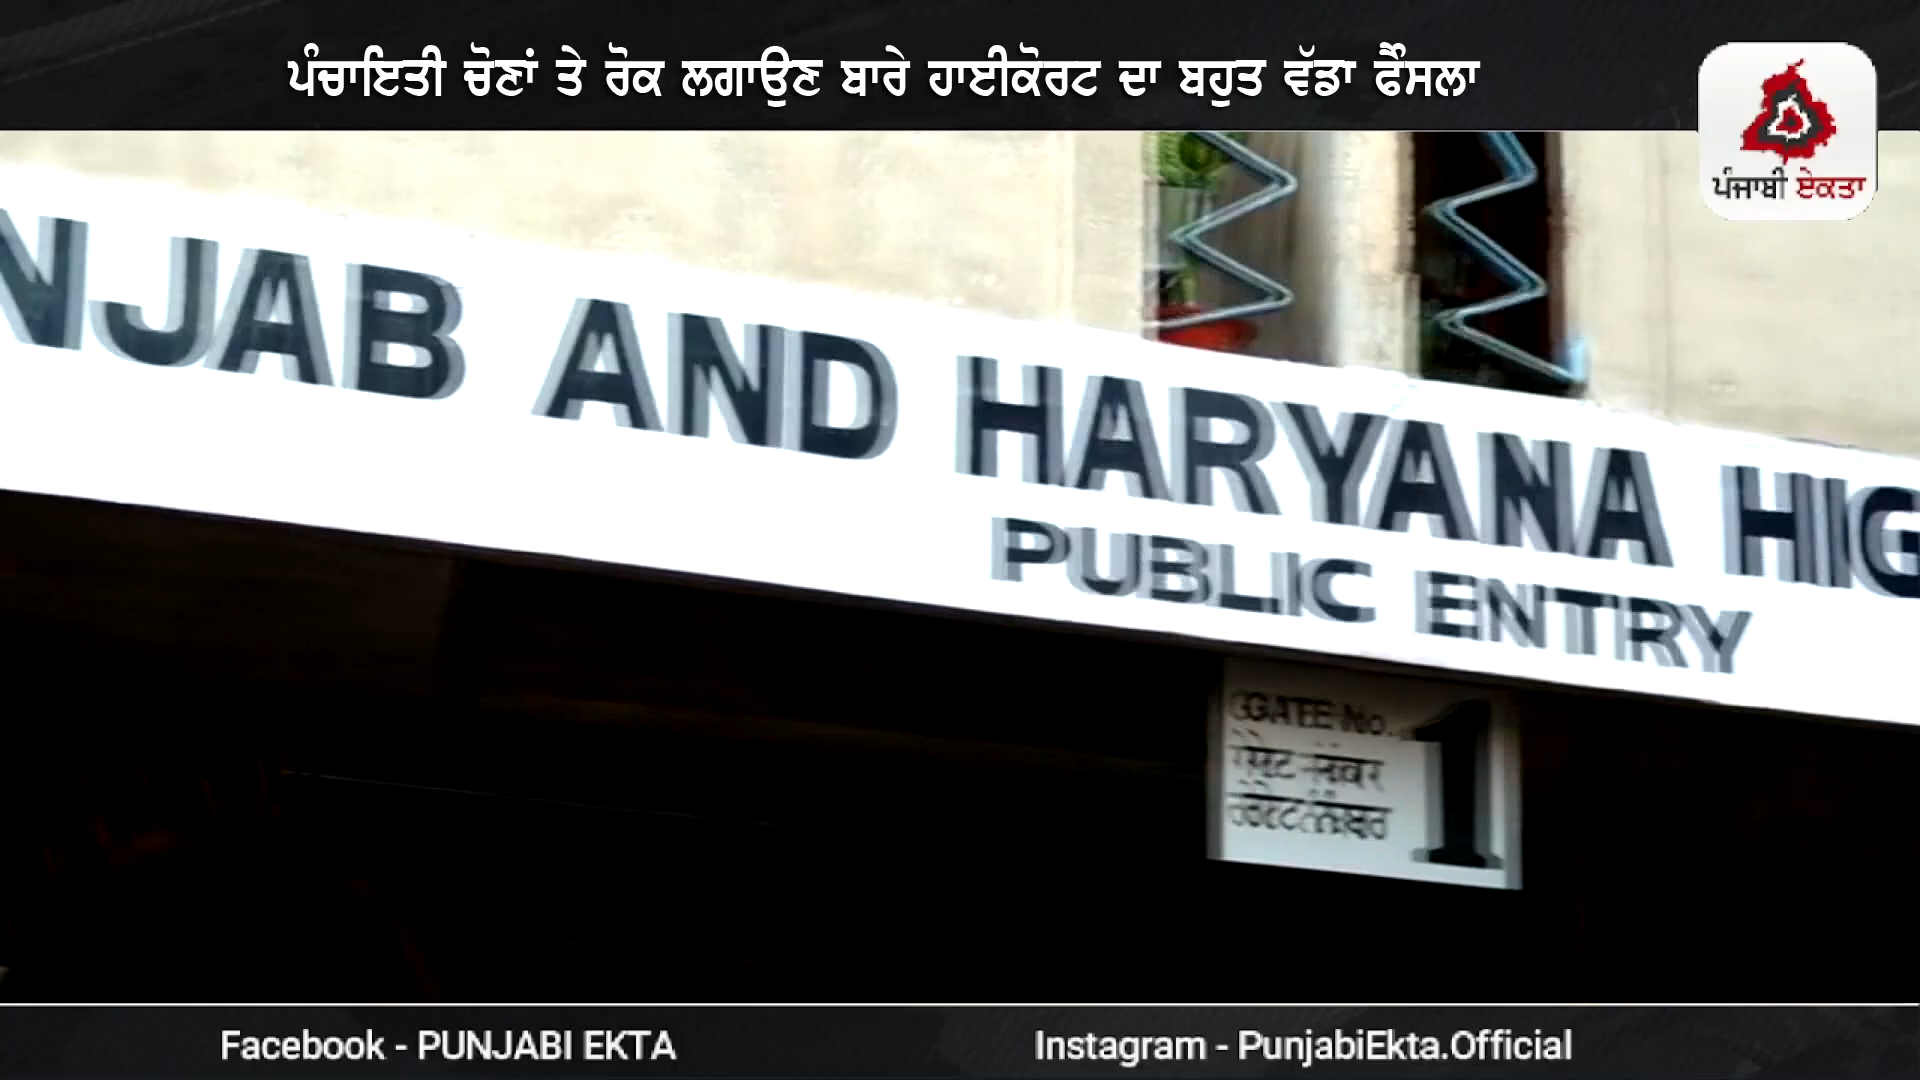 ਪੰਚਾਇਤੀ ਚੋਣਾਂ ਤੇ ਰੋਕ ਲਗਾਉਣ ਬਾਰੇ ਹਾਈਕੋਰਟ ਦਾ ਬਹੁਤ ਵੱਡਾ ਫੈੱਸਲਾ
ਪੰਜਾਬੀ ਏਕਤਾ
NJAB AND HARYANA HIG
PUBLIC ENTRY
GATE No. 1
Facebook - PUNJABI EKTA
Instagram - PunjabiEkta.Official